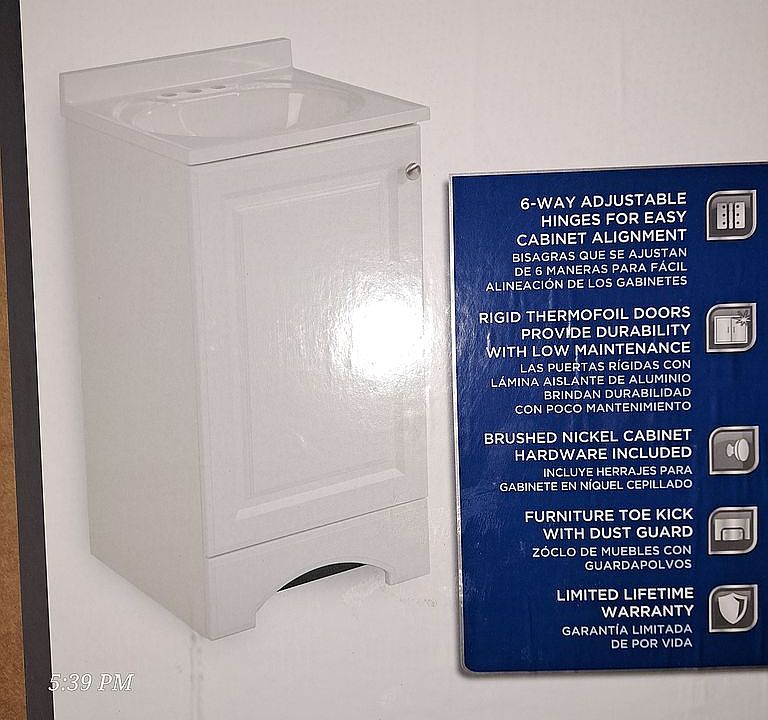 6-WAY ADJUSTABLE
HINGES FOR EASY
CABINET ALIGNMENT
BISAGRAS QUE SE AJUSTAN
DE 6 MANERAS PARA FÁCIL
ALINEACIÓN DE LOS GABINETES
RIGID THERMOFOIL DOORS
PROVIDE DURABILITY
WITH LOW MAINTENANCE
LAS PUERTAS RÍGIDAS CON
LÁMINA AISLANTE DE ALUMINIO
BRINDAN DURABILIDAD
CON POCO MANTENIMIENTO
BRUSHED NICKEL CABINET
HARDWARE INCLUDED
INCLUYE HERRAJES PARA
GABINETE EN NÍQUEL CEPILLADO
FURNITURE TOE KICK
WITH DUST GUARD
ZÓCLO DE MUEBLES CON
GUARDAPOLVOS
LIMITED LIFETIME
WARRANTY
GARANTÍA LIMITADA
DE POR VIDA
5:39 PM